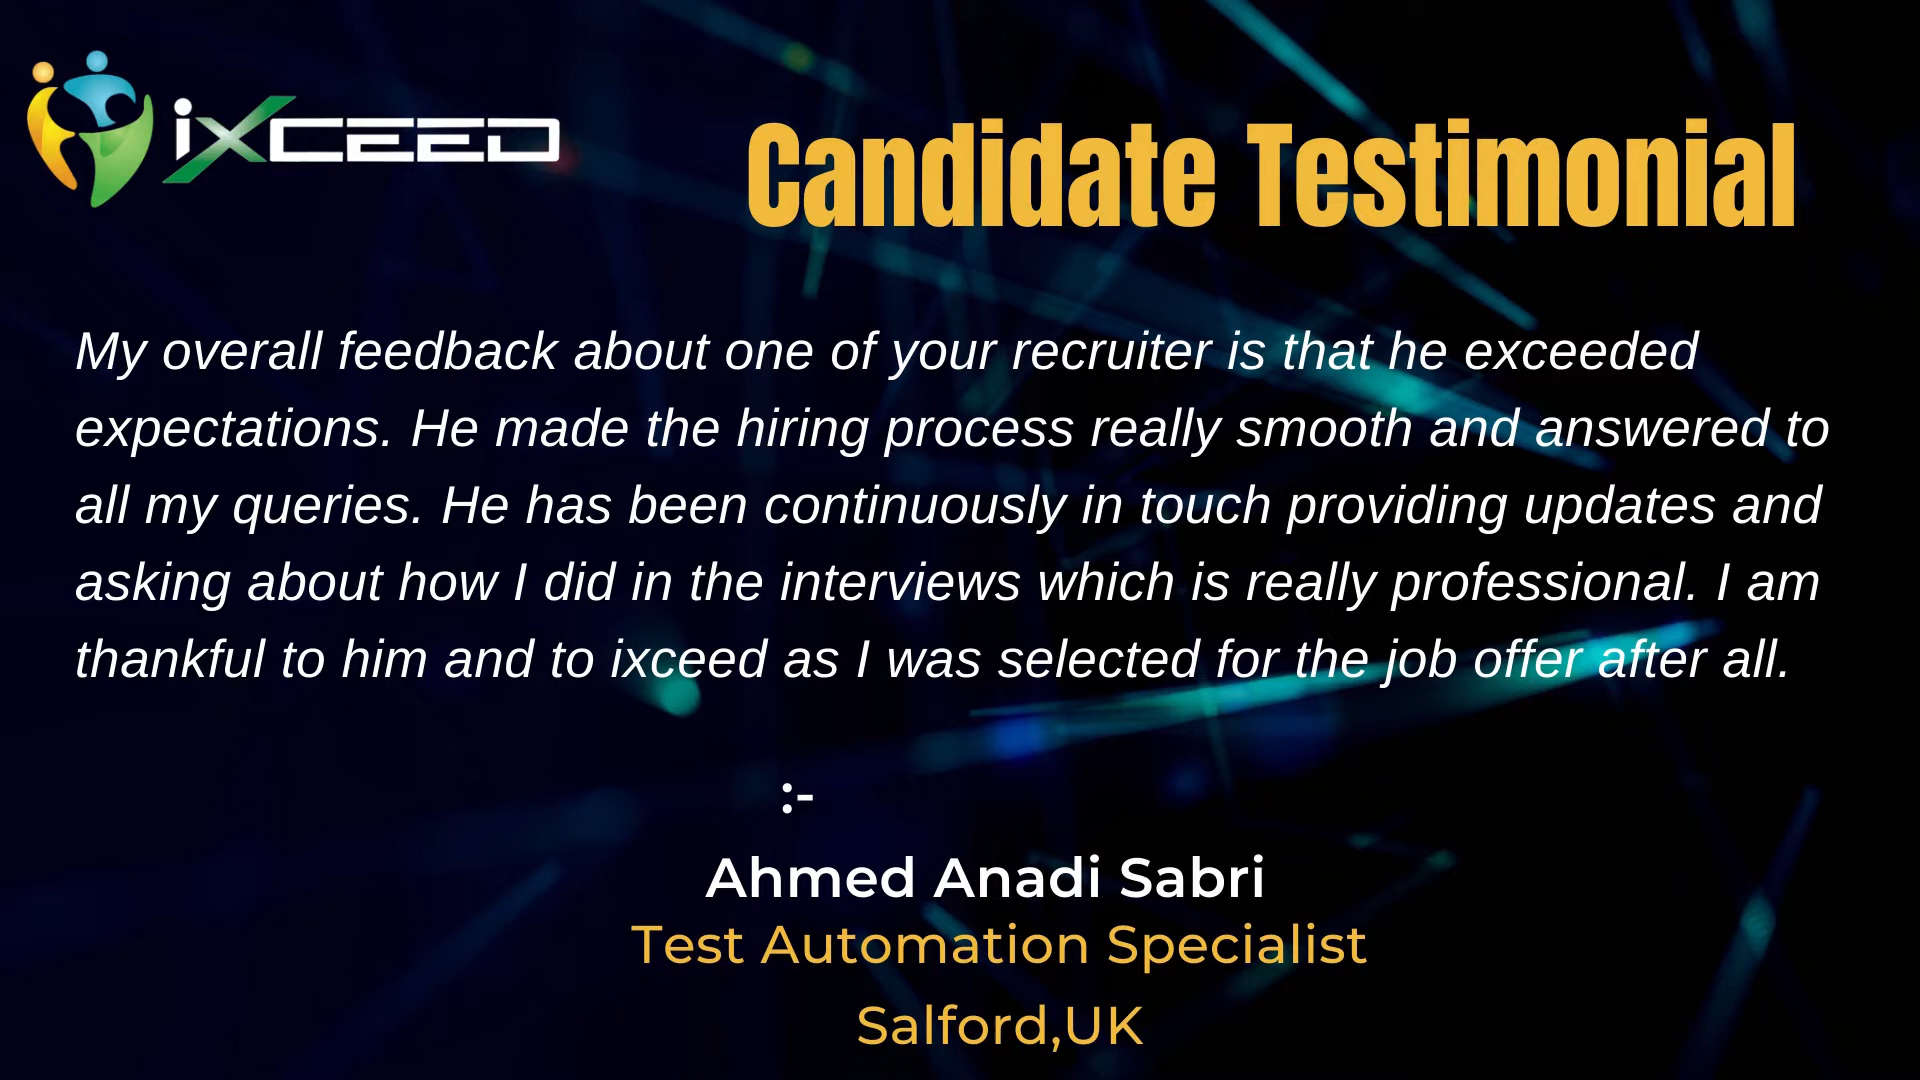 iXCEED
Candidate Testimonial
My overall feedback about one of your recruiter is that he exceeded
expectations. He made the hiring process really smooth and answered to
all my queries. He has been continuously in touch providing updates and
asking about how I did in the interviews which is really professional. I am
thankful to him and to ixceed as I was selected for the job offer after all.
:-
Ahmed Anadi Sabri
Test Automation Specialist
Salford,UK